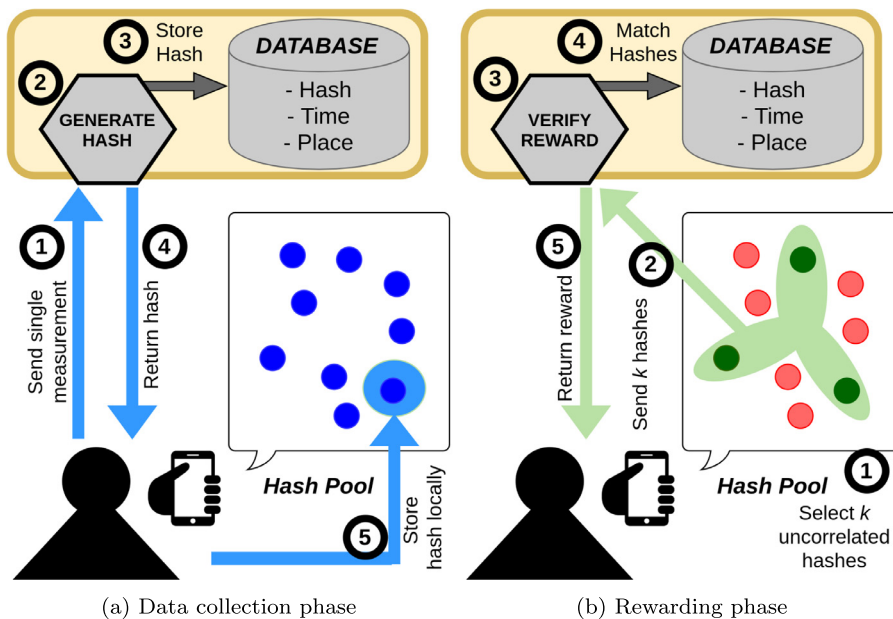 3
Store
Hash
DATABASE
- Hash
- Time
- Place
2
GENERATE
HASH
1
Send single
measurement
4
Return hash
Hash Pool
5
Store
hash locally
(a) Data collection phase
4
Match
Hashes
DATABASE
- Hash
- Time
- Place
3
VERIFY
REWARD
5
Return reward
2
Send k hashes
Hash Pool
1
Select k
uncorrelated
hashes
(b) Rewarding phase